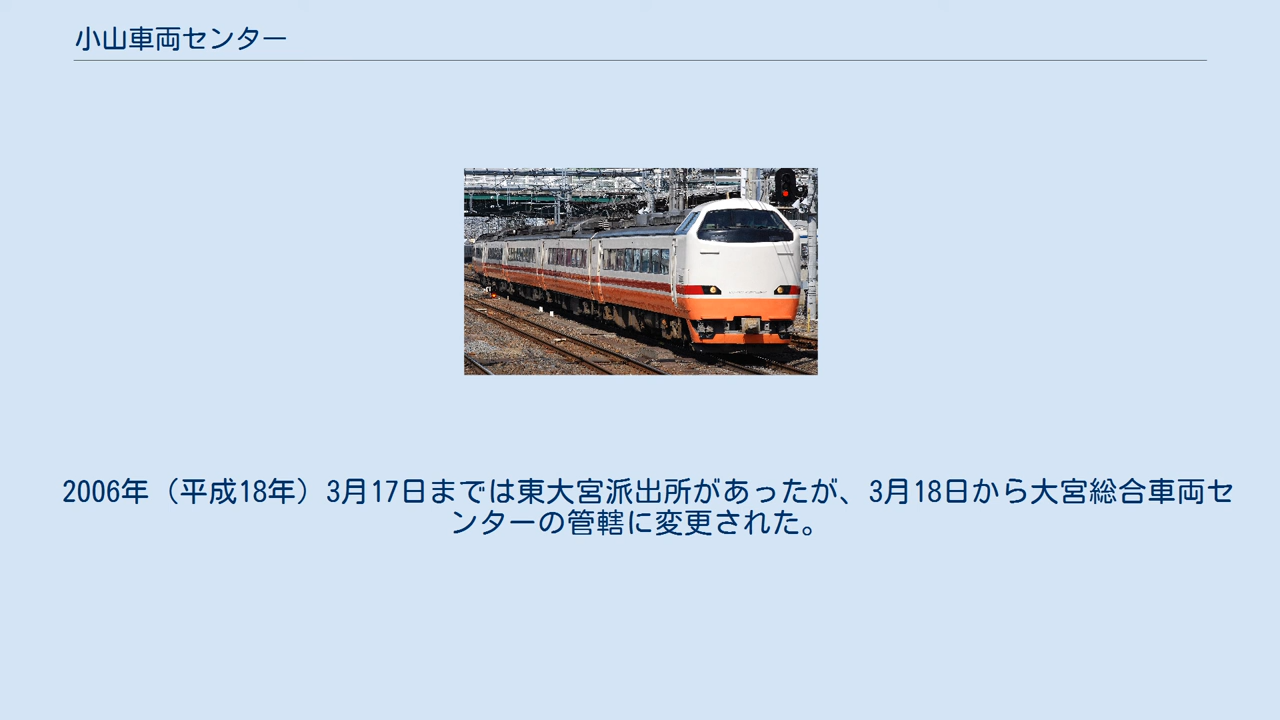 小山車両センター
2006年（平成18年）3月17日までは東大宮派出所があったが、3月18日から大宮総合車両セ
ンターの管轄に変更された。